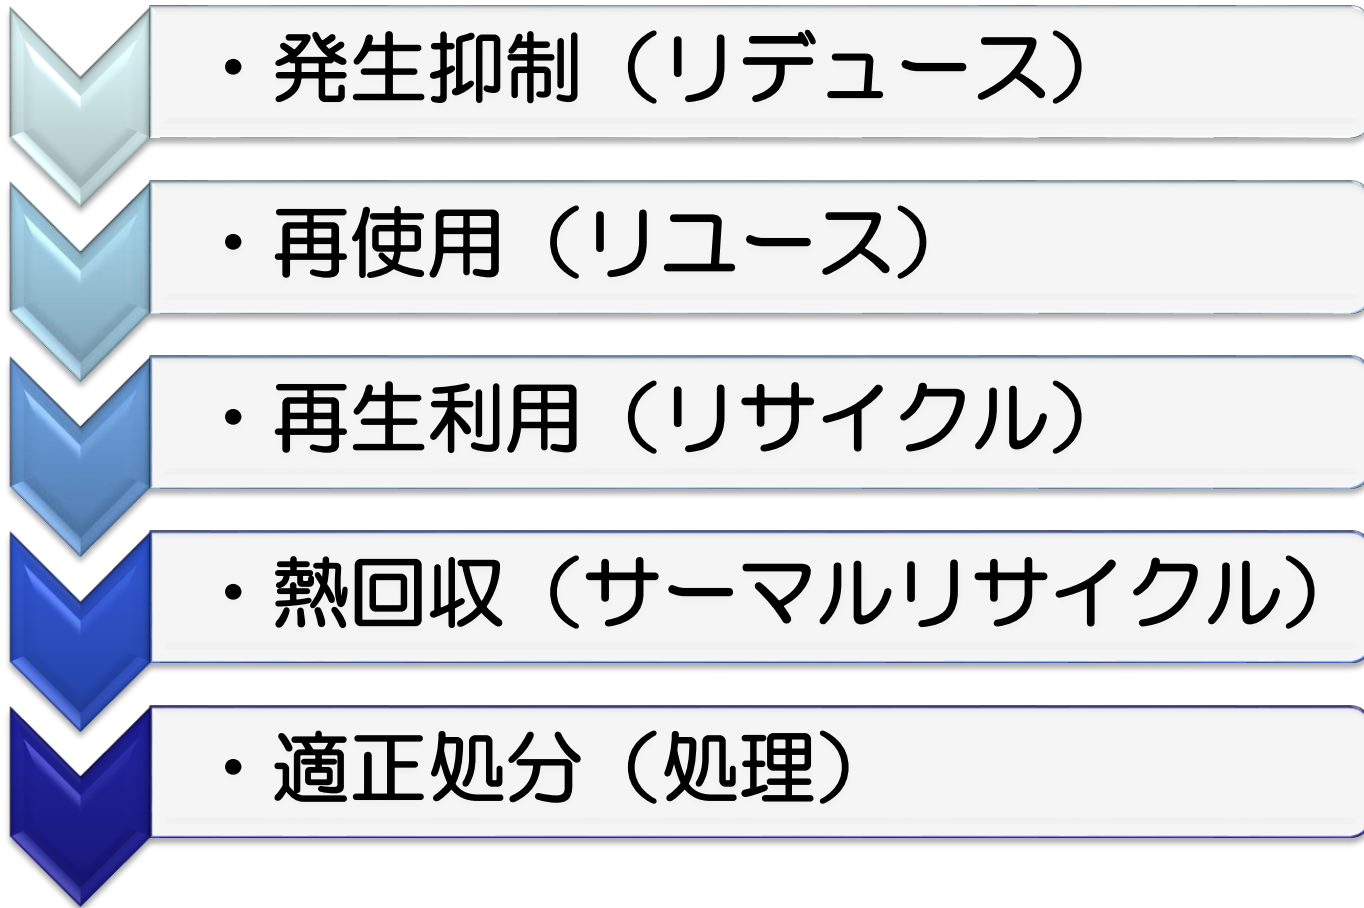 ・発生抑制（リデュース）
・再使用（リユース）
・再生利用（リサイクル）
・熱回収（サーマルリサイクル）
・適正処分（処理）